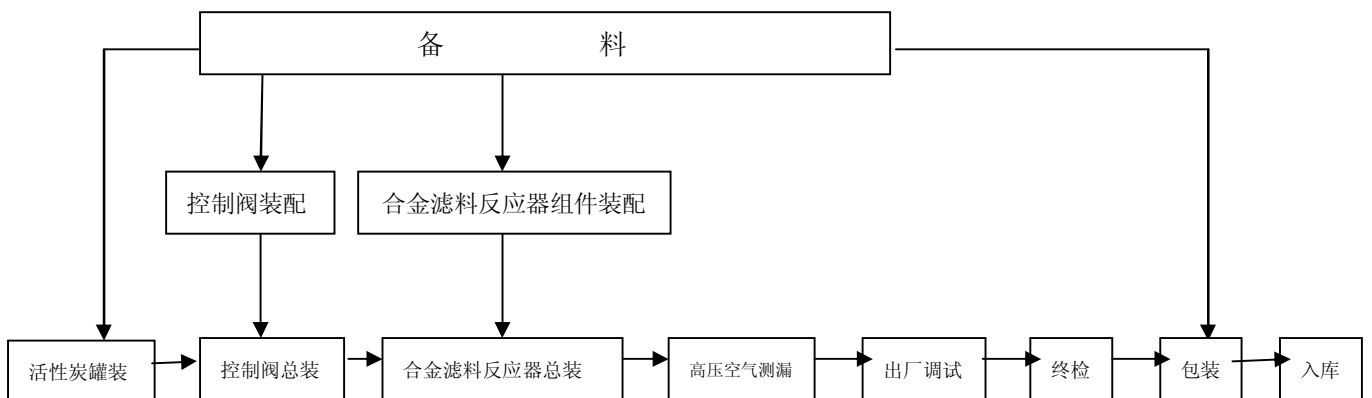 备 料
控制阀装配 合金滤料反应器组件装配
活性炭罐装 控制阀总装 合金滤料反应器总装 高压空气测漏 出厂调试 终检 包装 入库